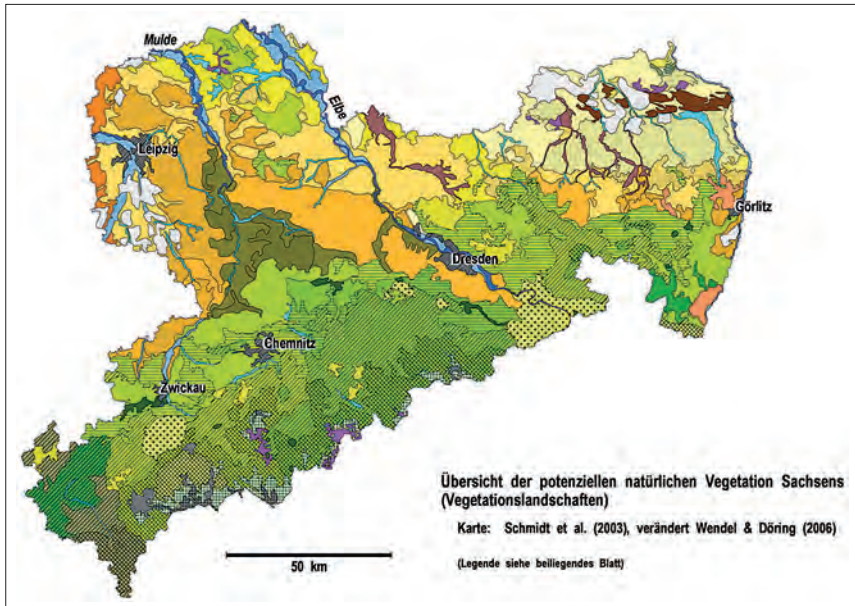 Mulde
Elbe
Leipzig
Görlitz
Dresden
Chemnitz
Zwickau
Übersicht der potenziellen natürlichen Vegetation Sachsens
(Vegetationslandschaften)
Karte: Schmidt et al. (2003), verändert Wendel & Döring (2006)
(Legende siehe beiliegendes Blatt)
50 km